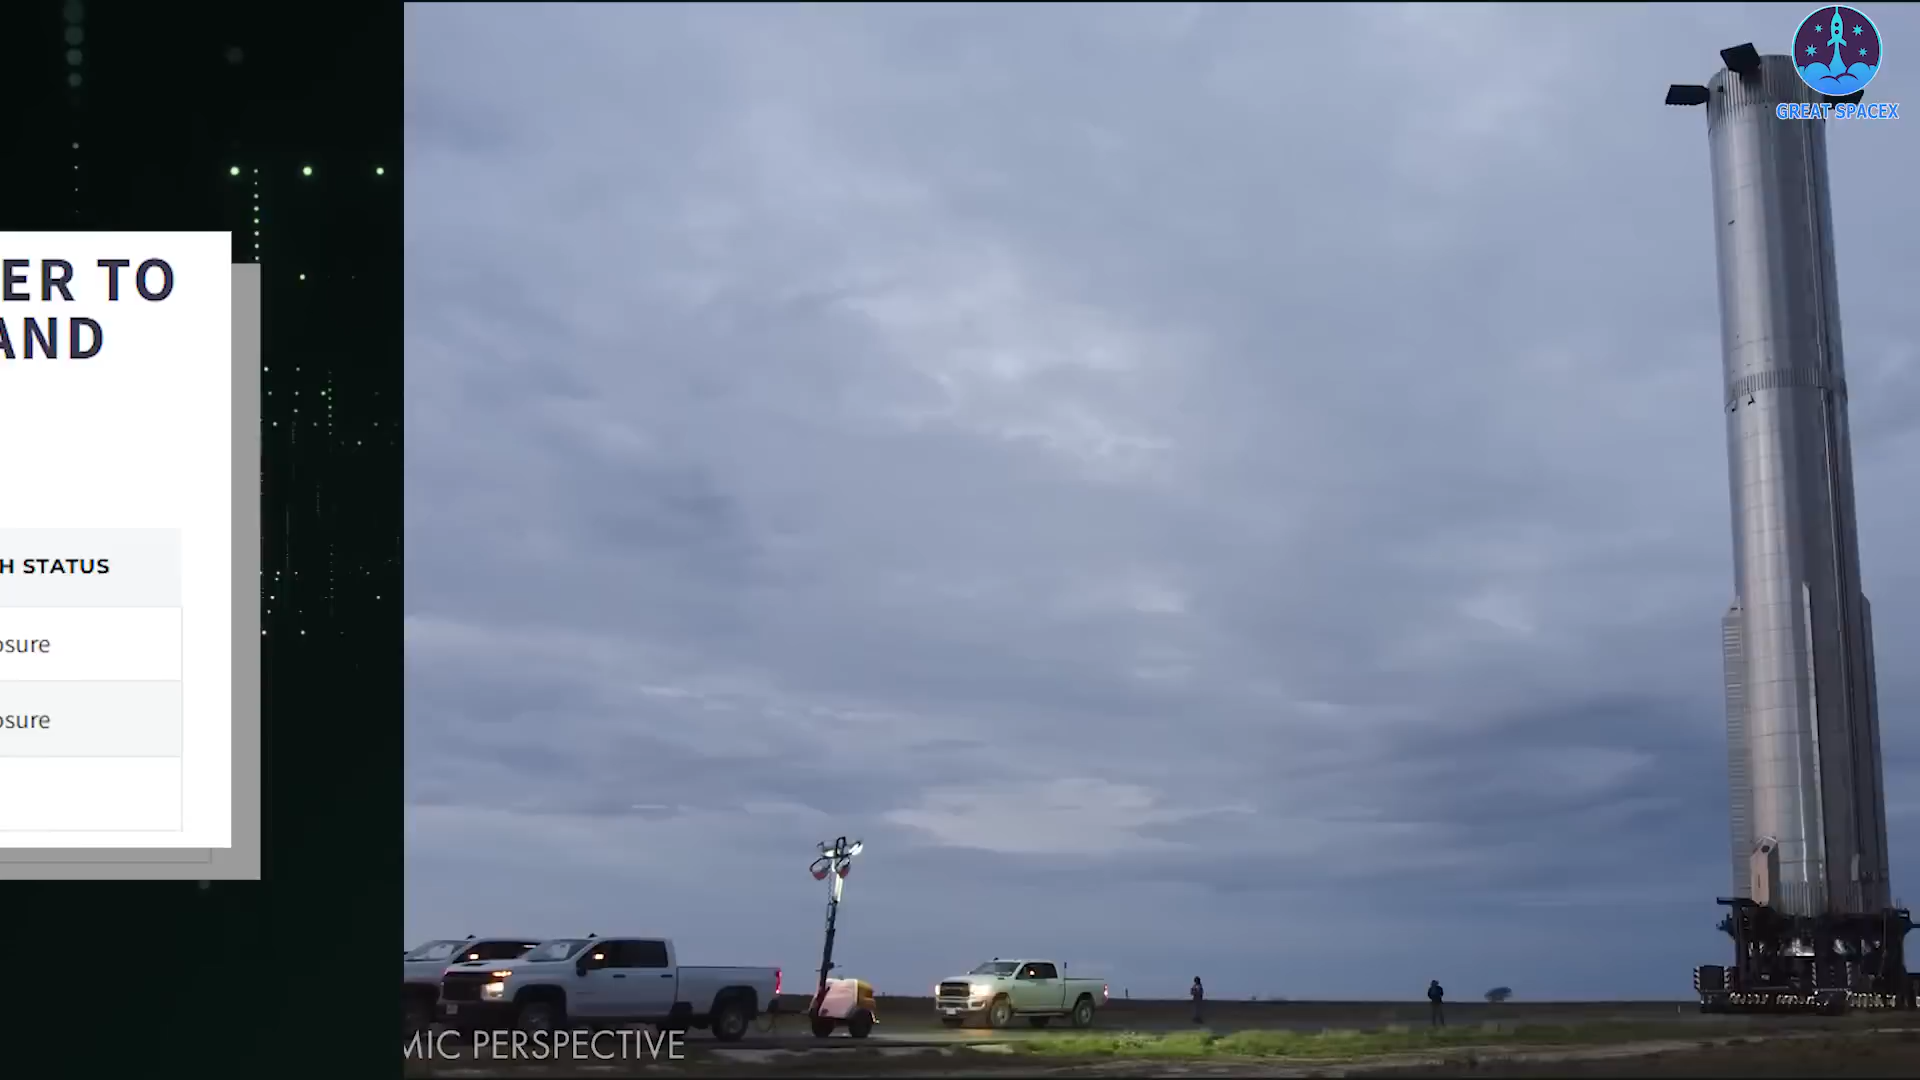 ER TO
AND
H STATUS
osure
osure
GREAT SPACEX
MIC PERSPECTIVE